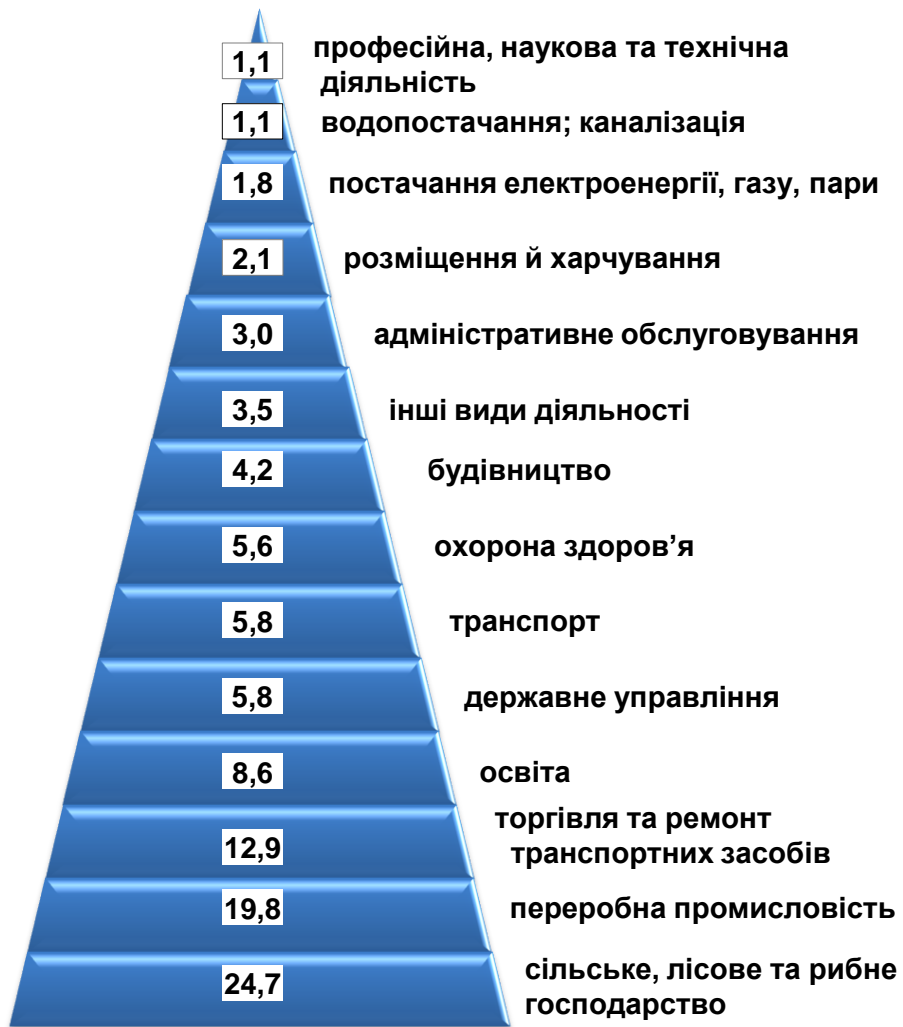 1,1
професійна, наукова та технічна
діяльність
1,1
водопостачання; каналізація
1,8
постачання електроенергії, газу, пари
2,1
розміщення й харчування
3,0
адміністративне обслуговування
3,5
інші види діяльності
4,2
будівництво
5,6
охорона здоров’я
5,8
транспорт
5,8
державне управління
8,6
освіта
12,9
торгівля та ремонт
транспортних засобів
19,8
переробна промисловість
24,7
сільське, лісове та рибне
господарство